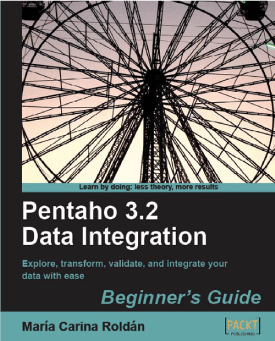 Learn by doing: less theory, more results
Pentaho 3.2
Data Integration
Explore, transform, validate, and integrate your
data with ease
Beginner's Guide
María Carina Roldán
PACKT
PUBLISHING